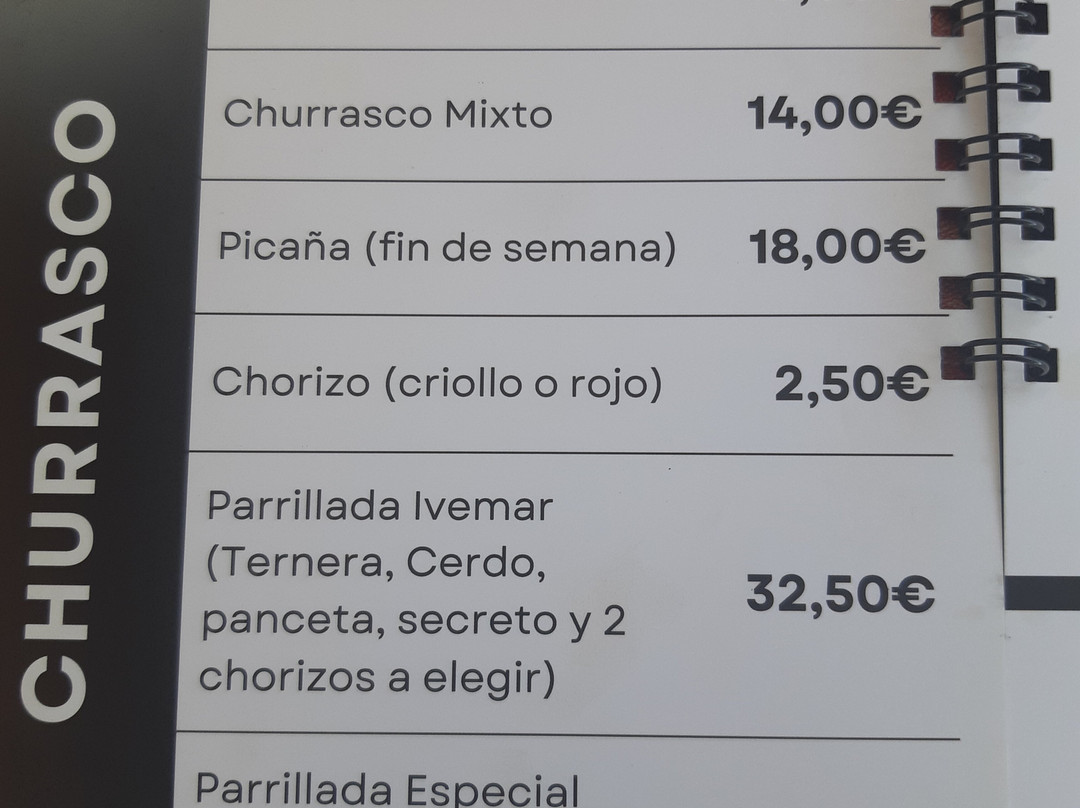 CHURRASCO
Churrasco Mixto 14,00€
Picaña (fin de semana) 18,00€
Chorizo (criollo o rojo) 2,50€
Parrillada Ivemar
(Ternera, Cerdo,
panceta, secreto y 2
chorizos a elegir)
32,50€
Parrillada Especial